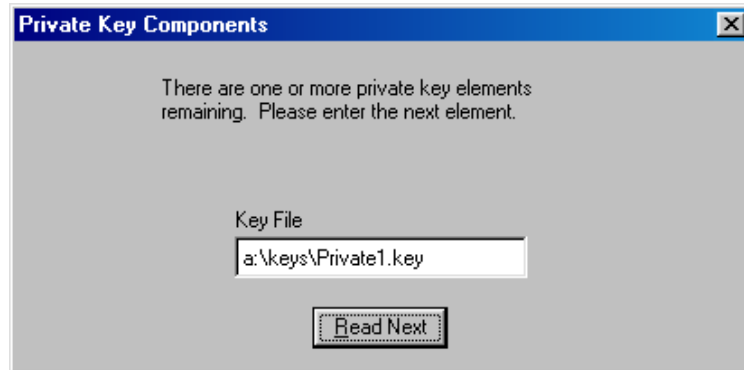 Private Key Components
There are one or more private key elements
remaining. Please enter the next element.
Key File
a:\keys\Private1.key
Read Next